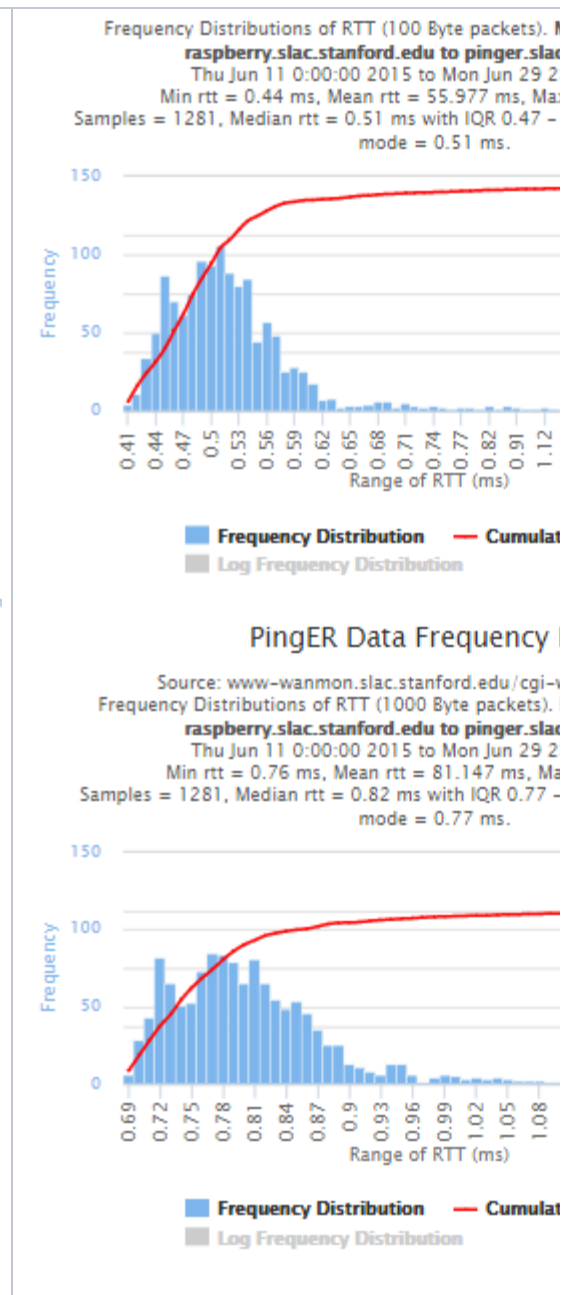 Frequency Distributions of RTT (100 Byte packets).
raspberry.slac.stanford.edu to pinger.slac
Thu Jun 11 0:00:00 2015 to Mon Jun 29 2
Min rtt = 0.44 ms, Mean rtt = 55.977 ms, Ma
Samples = 1281, Median rtt = 0.51 ms with IQR 0.47 -
mode = 0.51 ms.
150
100
50
0
Frequency
0.41 0.44 0.47 0.5 0.53 0.56 0.59 0.62 0.65 0.68 0.71 0.74 0.77 0.82 0.91 1.12
Range of RTT (ms)
Frequency Distribution Cumulat
Log Frequency Distribution
PingER Data Frequency
Source: www-wanmon.slac.stanford.edu/cgi-
Frequency Distributions of RTT (1000 Byte packets).
raspberry.slac.stanford.edu to pinger.slac
Thu Jun 11 0:00:00 2015 to Mon Jun 29 2
Min rtt = 0.76 ms, Mean rtt = 81.147 ms, Ma
Samples = 1281, Median rtt = 0.82 ms with IQR 0.77 -
mode = 0.77 ms.
150
100
50
0
Frequency
0.69 0.72 0.75 0.78 0.81 0.84 0.87 0.9 0.93 0.96 0.99 1.02 1.05 1.08
Range of RTT (ms)
Frequency Distribution Cumulat
Log Frequency Distribution